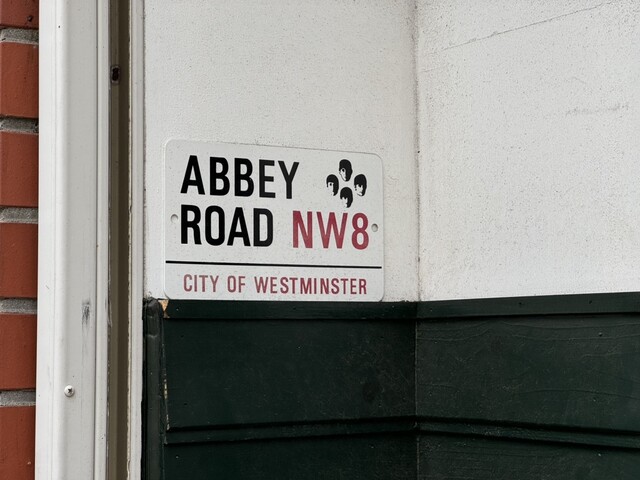 ABBEY
ROAD NW8
CITY OF WESTMINSTER